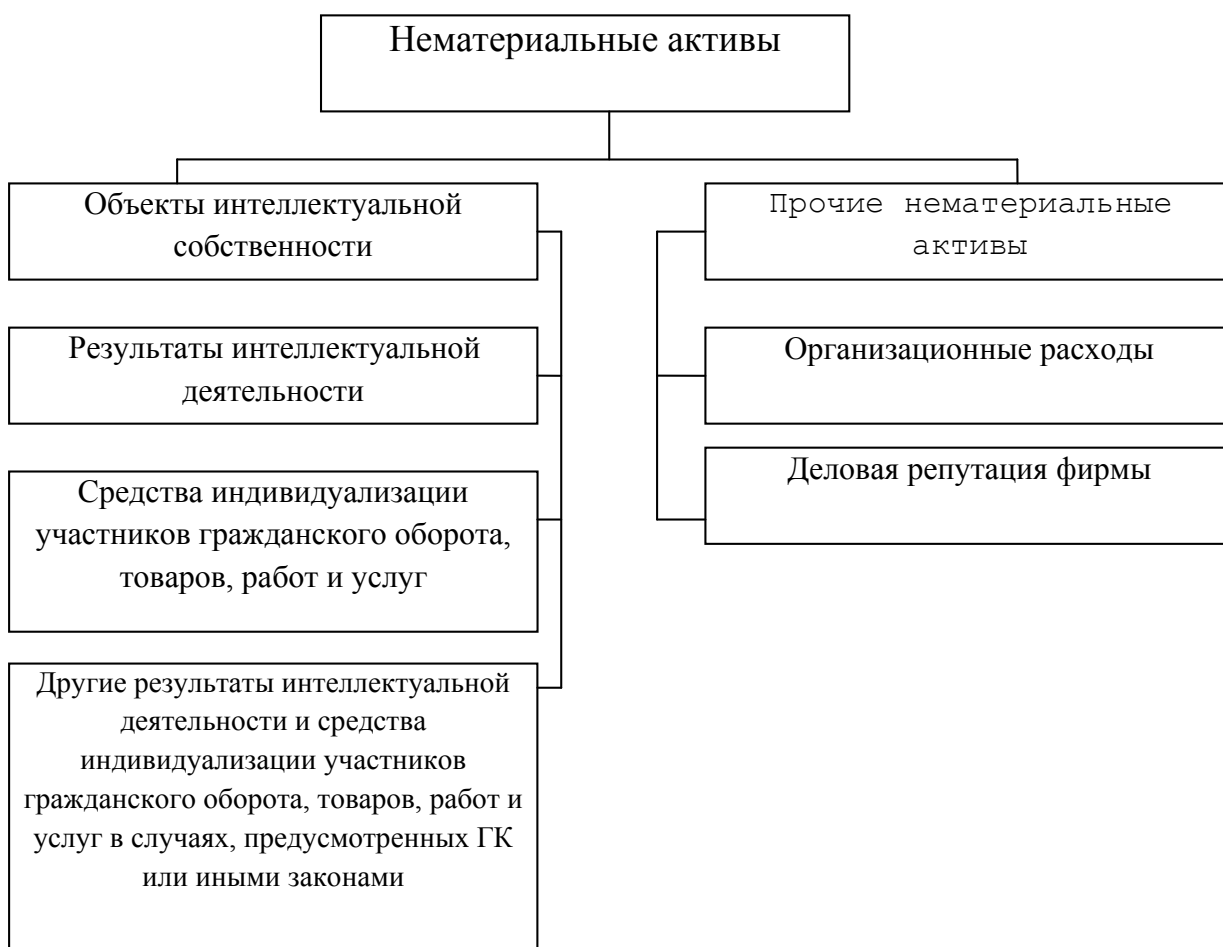 Нематериальные активы
Объекты интеллектуальной
собственности
Результаты интеллектуальной
деятельности
Средства индивидуализации
участников гражданского оборота,
товаров, работ и услуг
Другие результаты интеллектуальной
деятельности и средства
индивидуализации участников
гражданского оборота, товаров, работ и
услуг в случаях, предусмотренных ГК
или иными законами
Прочие нематериальные
активы
Организационные расходы
Деловая репутация фирмы